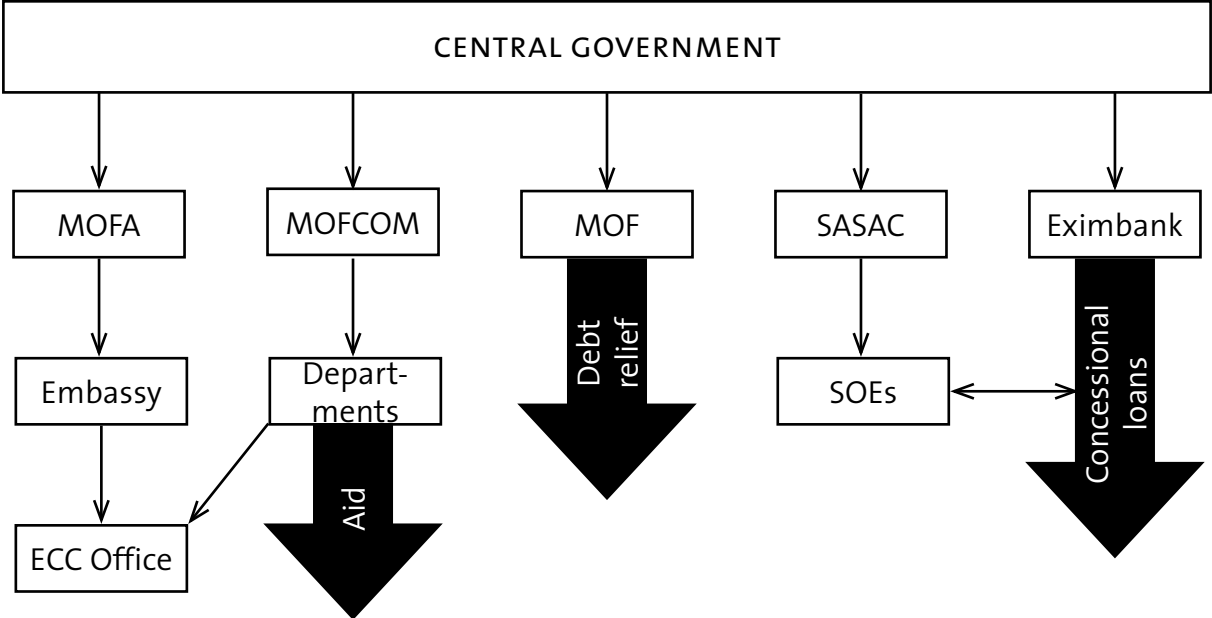 CENTRAL GOVERNMENT
MOFA
MOFCOM
MOF
SASAC
Eximbank
Embassy
Depart-
ments
Debt
relief
SOEs
Concessional
loans
ECC Office
Aid